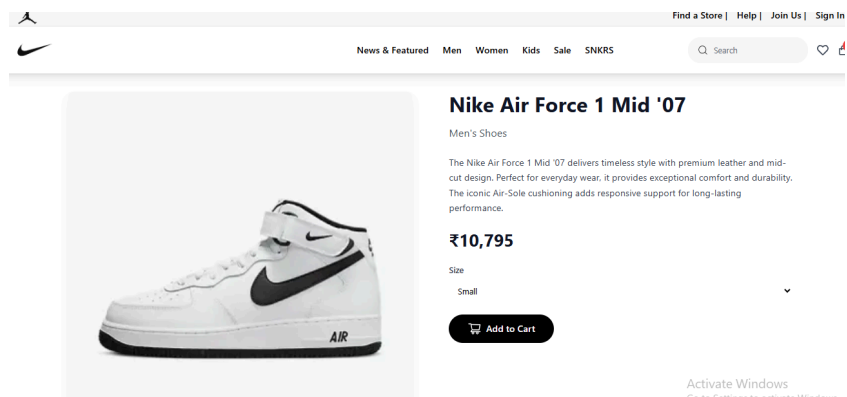 Find a Store | Help | Join Us | Sign In
News & Featured Men Women Kids Sale SNKRS
Search
Nike Air Force 1 Mid '07
Men's Shoes
The Nike Air Force 1 Mid '07 delivers timeless style with premium leather and mid-
cut design. Perfect for everyday wear, it provides exceptional comfort and durability.
The iconic Air-Sole cushioning adds responsive support for long-lasting
performance.
₹10,795
Size
Small
Add to Cart
AIR
Activate Windows